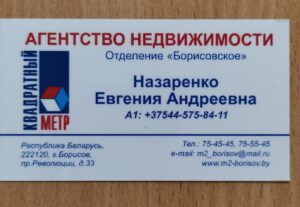 АГЕНТСТВО НЕДВИЖИМОСТИ
Отделение «Борисовское»
КВАДРАТНЫЙ
МЕТР
Назаренко
Евгения Андреевна
А1: +37544-575-84-11
Республика Беларусь,
222120, г.Борисов,
пр.Революции, д.33
Тел.: 75-45-45, 75-55-45
e-mail: m2_borisov@mail.ru
www.m2-borisov.by